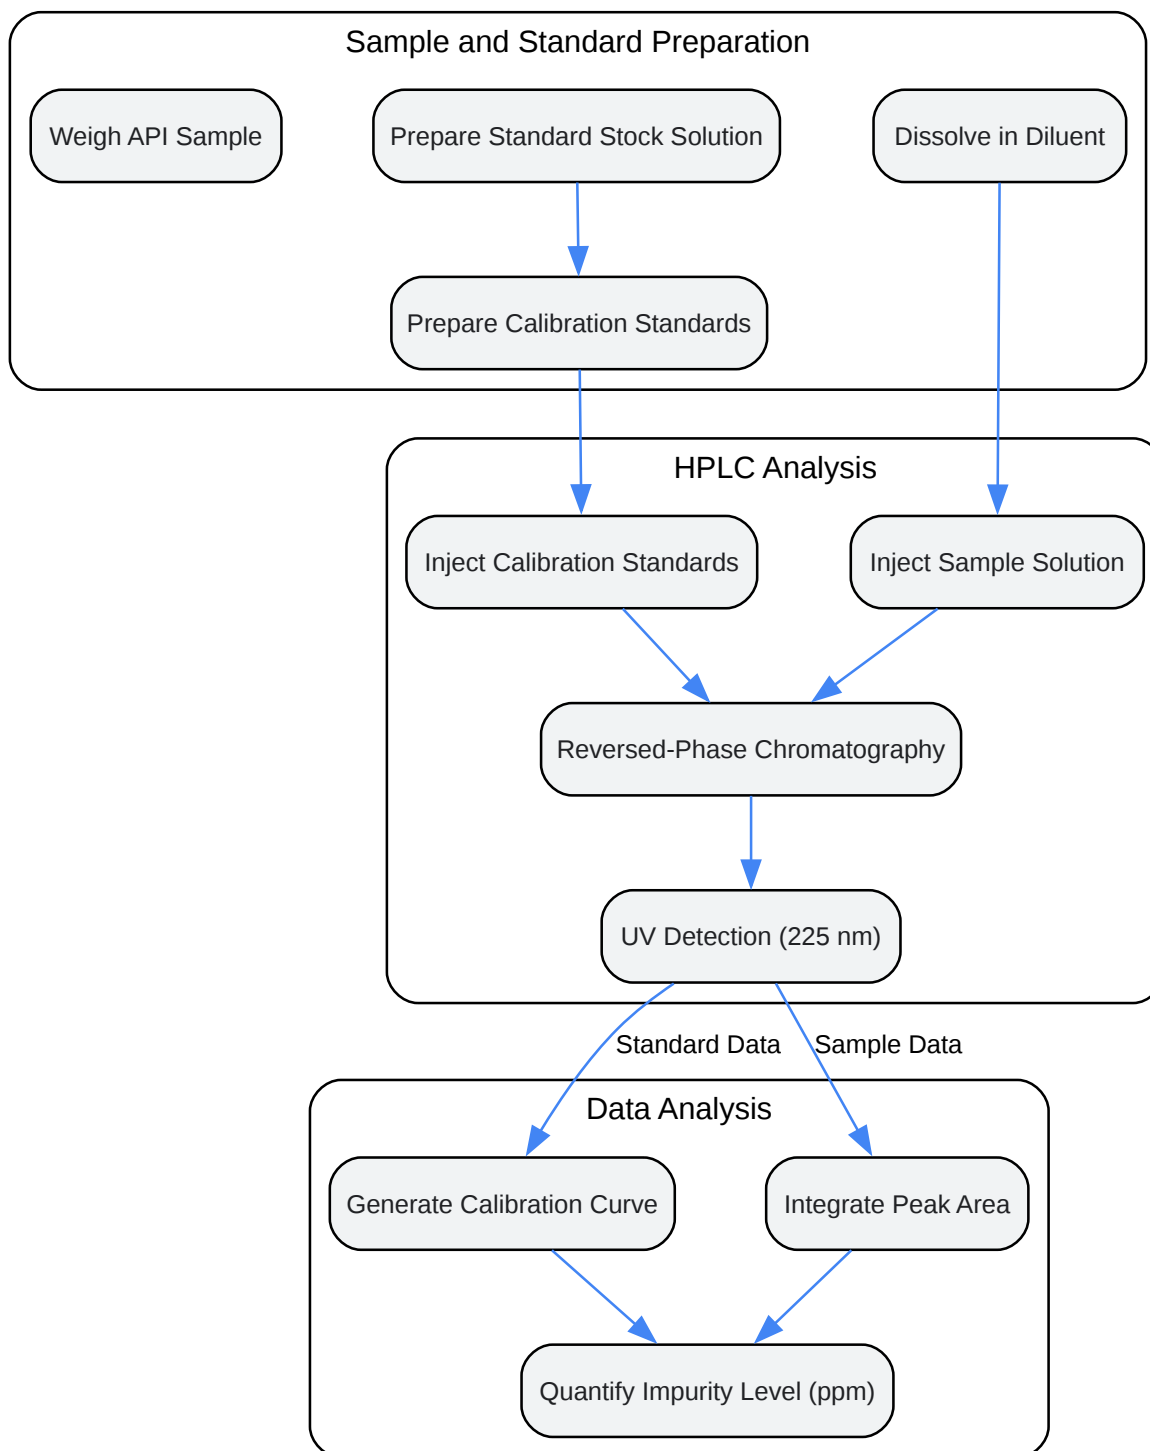 Sample and Standard Preparation
Weigh API Sample
Prepare Standard Stock Solution
Dissolve in Diluent
Prepare Calibration Standards
HPLC Analysis
Inject Calibration Standards
Inject Sample Solution
Reversed-Phase Chromatography
UV Detection (225 nm)
Standard Data
Sample Data
Data Analysis
Generate Calibration Curve
Integrate Peak Area
Quantify Impurity Level (ppm)